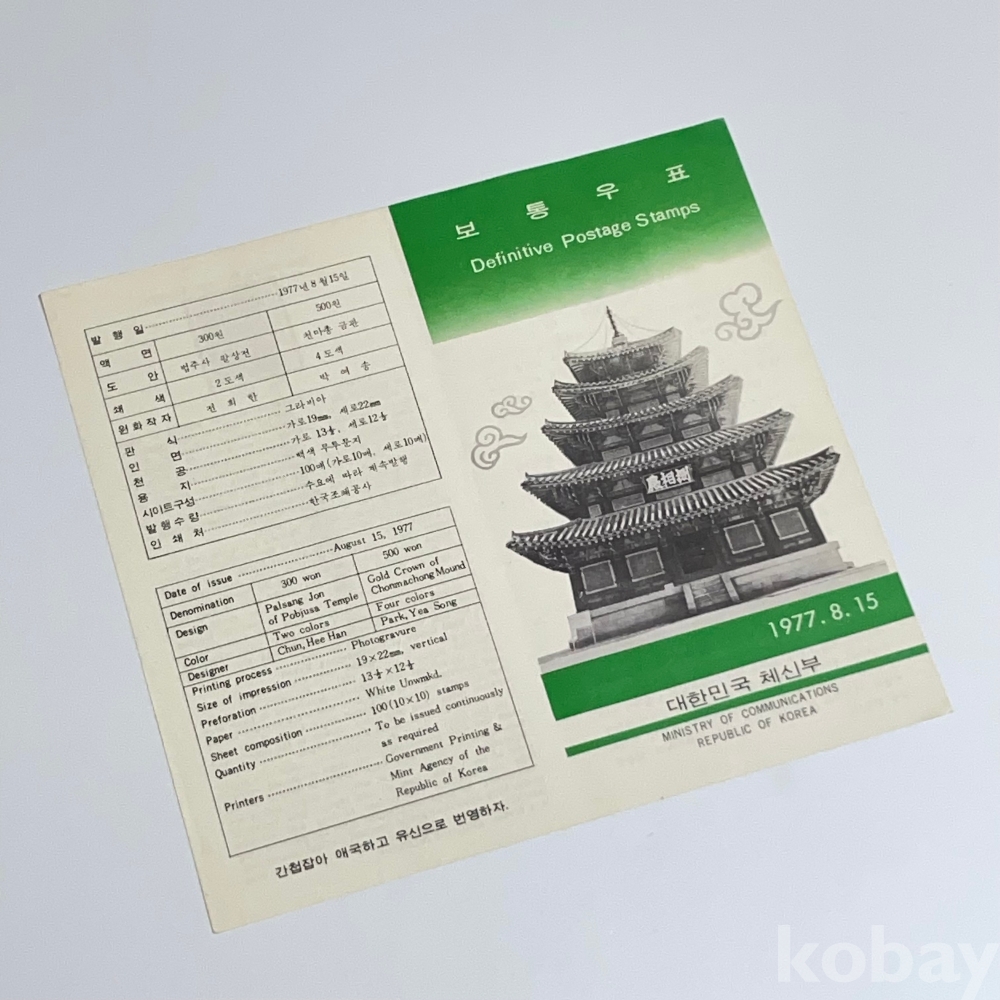 발행일 1977년 8월 15일
액면 300원 500원
도안 법주사 팔상전 천마총 금관
쇄색 2도색 4도색
원화작자 전희한 박여송
판식 그라비아
인면 가로19㎜, 세로22㎜
천공 가로 13½, 세로12½
용지 백색 무투문지
시이트구성 100매(가로10매, 세로10매)
발행수량 수요에 따라 계속발행
인쇄처 한국조폐공사
Date of issue August 15, 1977
Denomination 300 won 500 won
Design Palsang Jon Gold Crown of
of Pobjusa Temple Chonmachong Mound
Color Two colors Four colors
Designer Chun, Hee Han Park, Yea Song
Printing process Photogravure
Size of impression 19×22㎜, vertical
Preforation 13½×12½
Paper White Unwmkd.
Sheet composition 100(10×10) stamps
Quantity To be issued continuously
as required
Printers Government Printing &
Mint Agency of the
Republic of Korea
간첩잡아 애국하고 유신으로 번영하자.
보통우표
Definitive Postage Stamps
捌相殿
1977. 8. 15
대한민국 체신부
MINISTRY OF COMMUNICATIONS
REPUBLIC OF KOREA
kobay